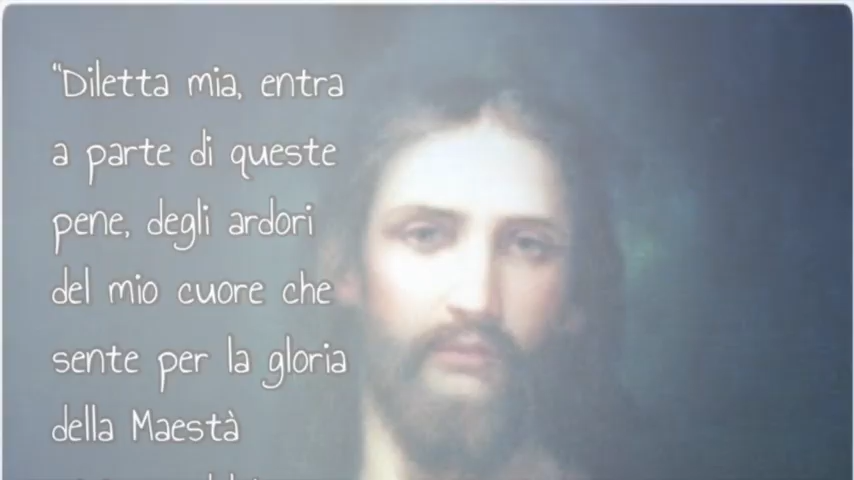 “Diletta mia, entra
a parte di queste
pene, degli ardori
del mio cuore che
sente per la gloria
della Maestà